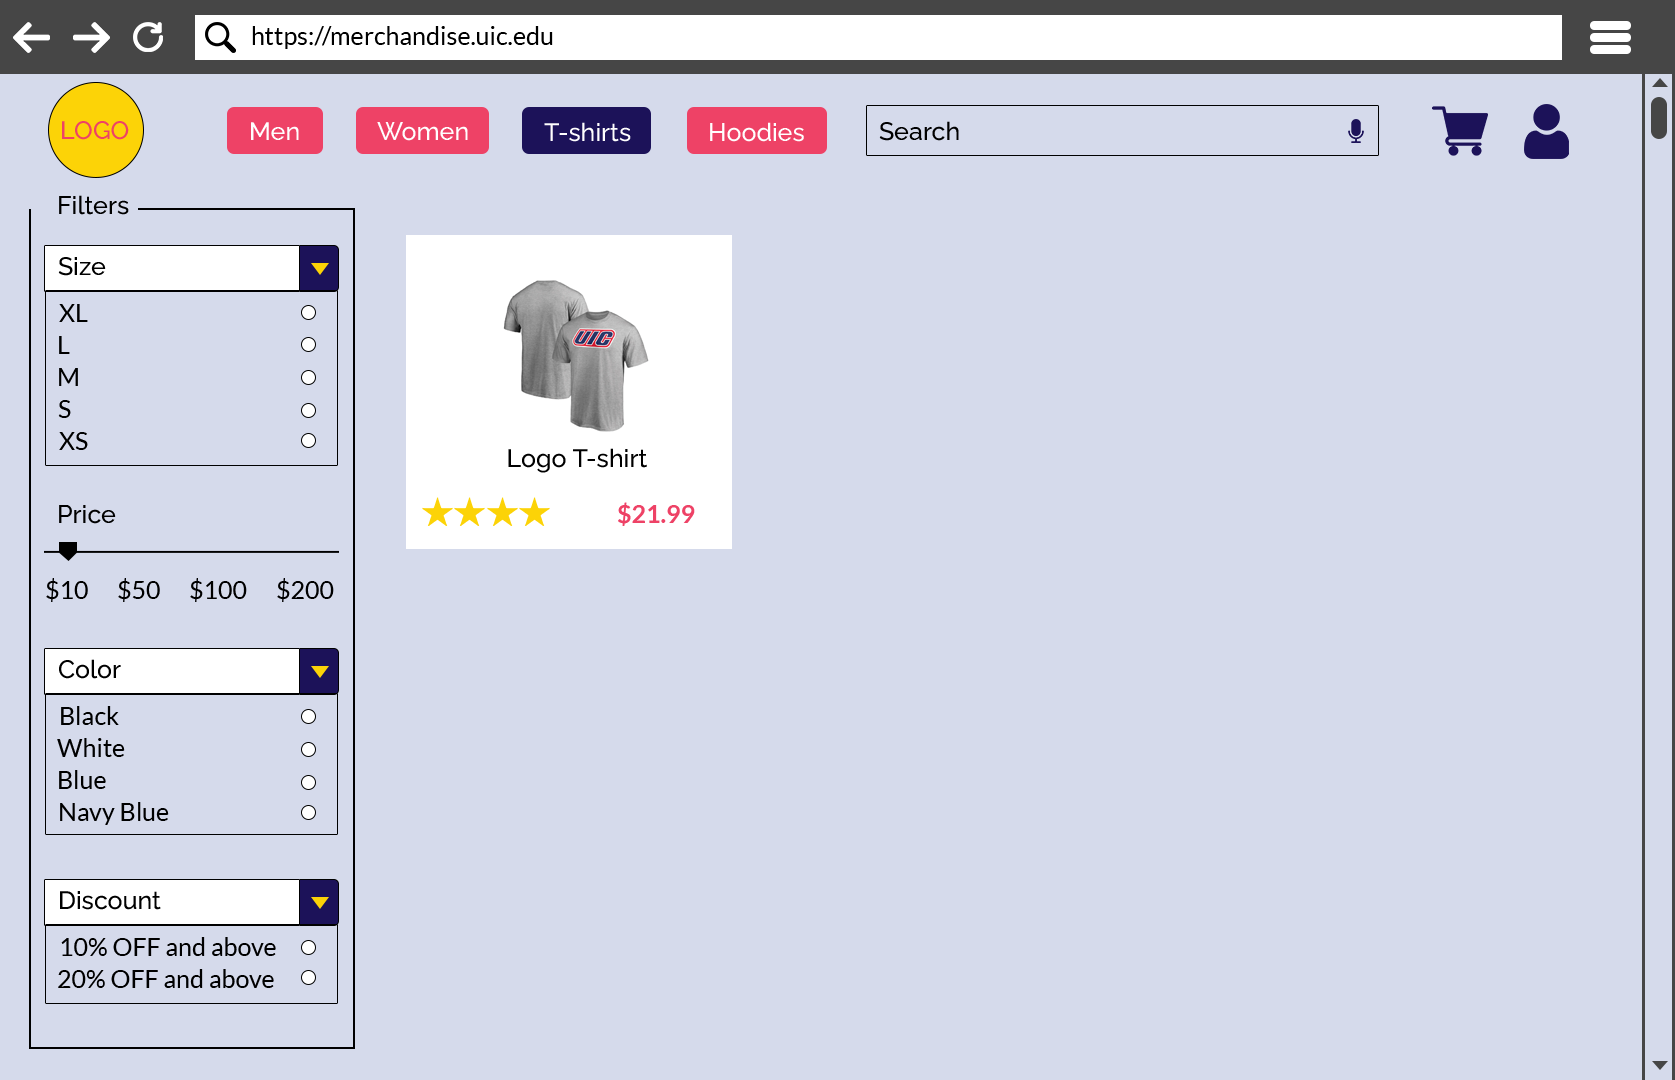 https://merchandise.uic.edu
LOGO
Men
Women
T-shirts
Hoodies
Search
Filters
Size
XL
L
M
S
XS
Price
$10 $50 $100 $200
Color
Black
White
Blue
Navy Blue
Discount
10% OFF and above
20% OFF and above
UIC
Logo T-shirt
$21.99